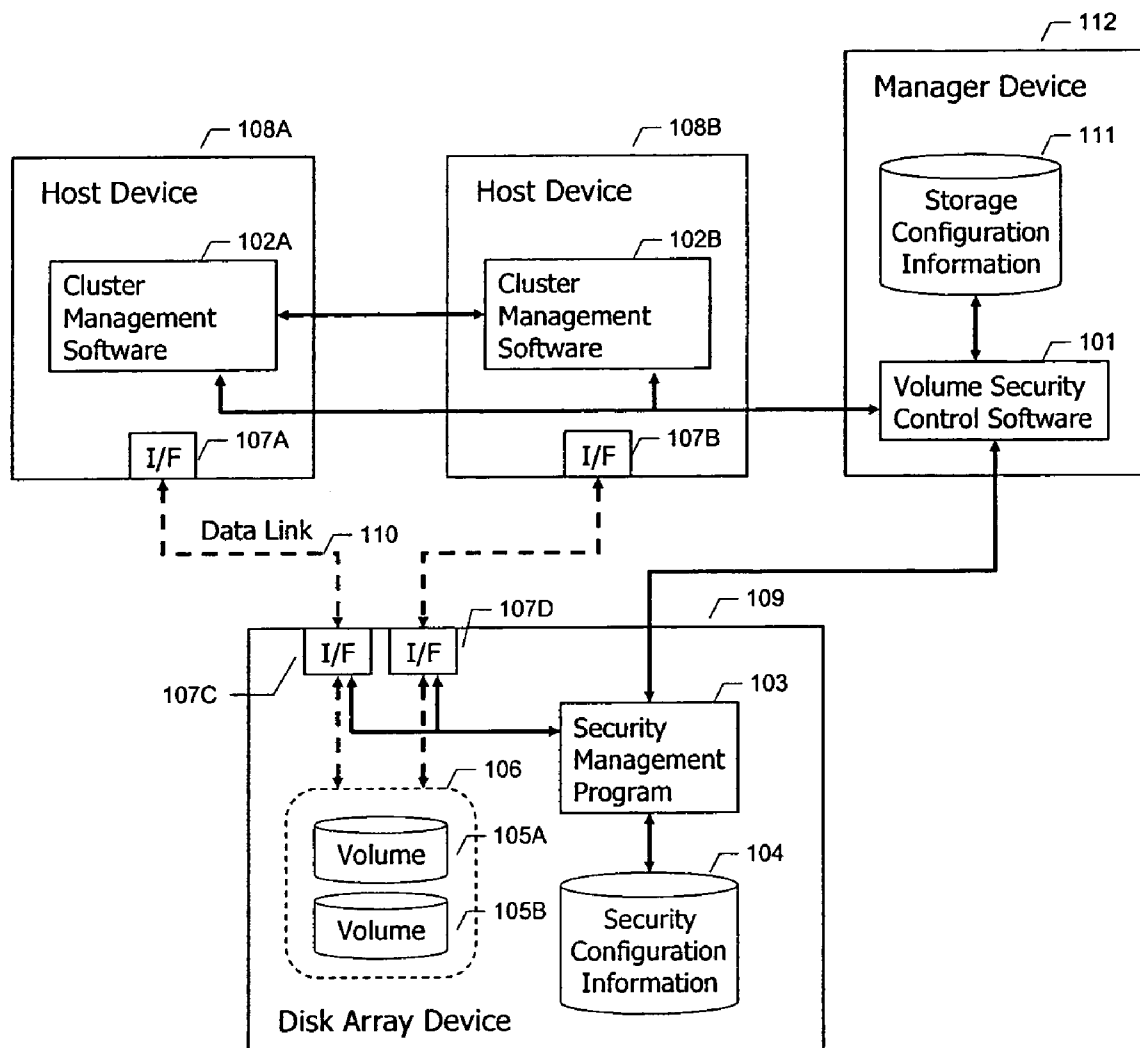 112
Manager Device
111
Storage
Configuration
Information
101
Volume Security
Control Software
108A
Host Device
102A
Cluster
Management
Software
107A
I/F
108B
Host Device
102B
Cluster
Management
Software
107B
I/F
Data Link
110
109
107D
I/F
I/F
107C
103
Security
Management
Program
106
105A
Volume
105B
Volume
104
Security
Configuration
Information
Disk Array Device